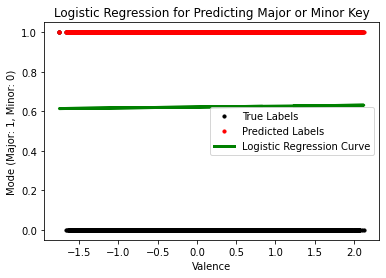 Logistic Regression for Predicting Major or Minor Key
Mode (Major: 1, Minor: 0)
1.0
0.8
0.6
0.4
0.2
0.0
True Labels
Predicted Labels
Logistic Regression Curve
−1.5 −1.0 −0.5 0.0 0.5 1.0 1.5 2.0
Valence